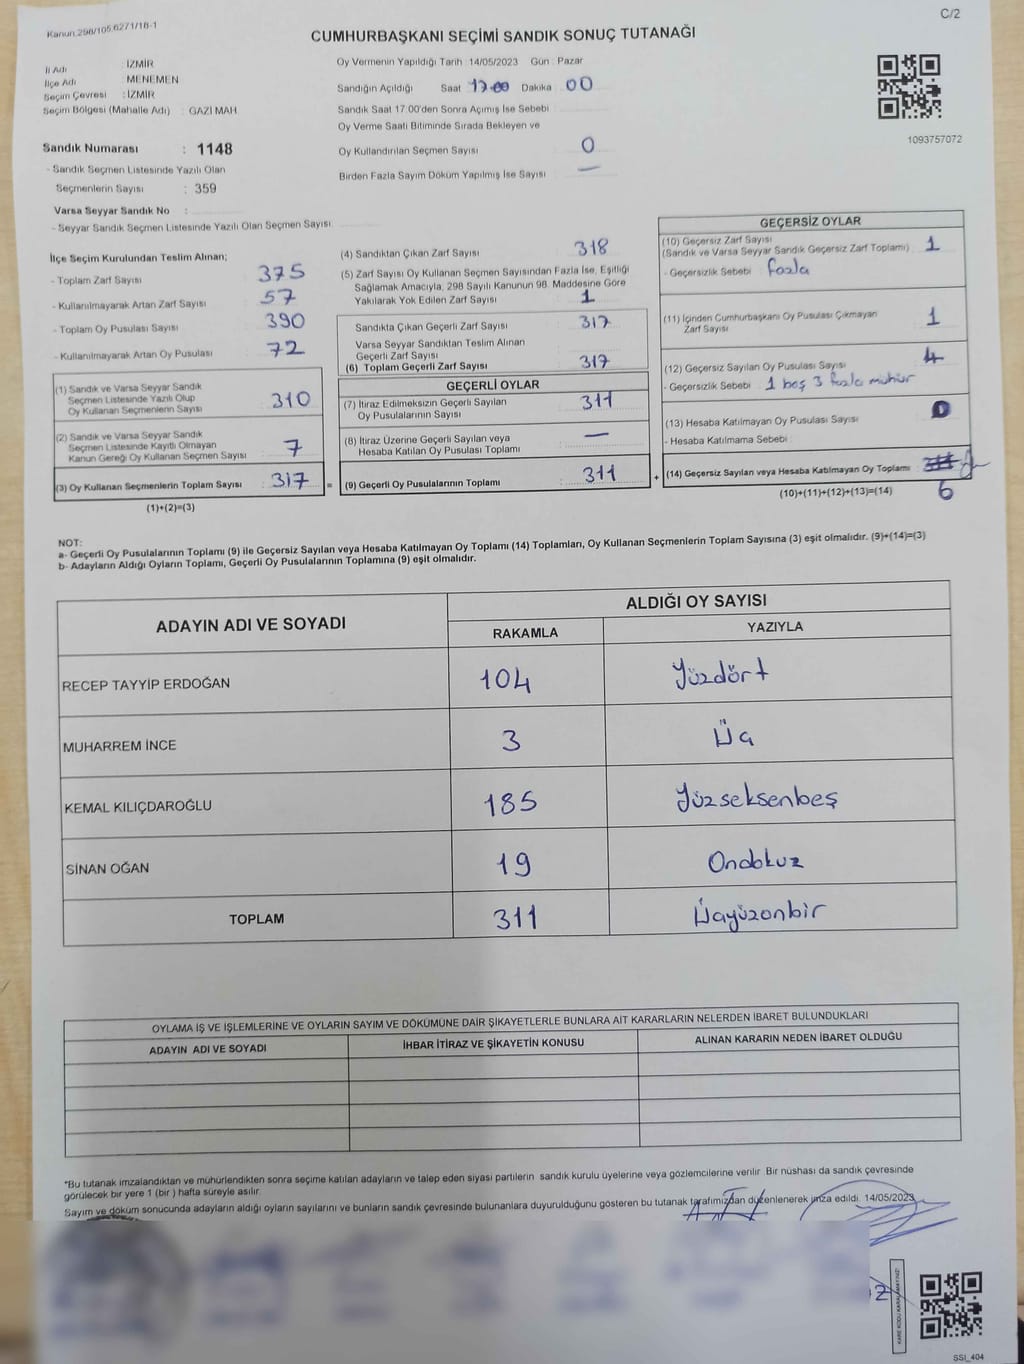 Kanun.298/105,6271/18-1
C/2
CUMHURBAŞKANI SEÇİMİ SANDIK SONUÇ TUTANAĞI
İl Adı : İZMİR
İlçe Adı : MENEMEN
Seçim Çevresi : İZMİR
Seçim Bölgesi (Mahalle Adı) : GAZİ MAH
Sandık Numarası : 1148
- Sandık Seçmen Listesinde Yazılı Olan
Seçmenlerin Sayısı : 359
Varsa Seyyar Sandık No :
- Seyyar Sandık Seçmen Listesinde Yazılı Olan Seçmen Sayısı
Oy Vermenin Yapıldığı Tarih : 14/05/2023 Gün : Pazar
Sandığın Açıldığı Saat 17:00 Dakika 00
Sandık Saat 17:00'den Sonra Açımış İse Sebebi
Oy Verme Saati Bitiminde Sırada Bekleyen ve
Oy Kullandırılan Seçmen Sayısı 0
Birden Fazla Sayım Döküm Yapılmış İse Sayısı —
1093757072
İlçe Seçim Kurulundan Teslim Alınan;
- Toplam Zarf Sayısı 375
- Kullanılmayarak Artan Zarf Sayısı 57
- Toplam Oy Pusulası Sayısı 390
- Kullanılmayarak Artan Oy Pusulası 72
(1) Sandık ve Varsa Seyyar Sandık
Seçmen Listesinde Yazılı Olup
Oy Kullanan Seçmenlerin Sayısı 310
(2) Sandık ve Varsa Seyyar Sandık
Seçmen Listesinde Kayıtlı Olmayan
Kanun Gereği Oy Kullanan Seçmen Sayısı 7
(3) Oy Kullanan Seçmenlerin Toplam Sayısı : 317 =
(1)+(2)=(3)
(4) Sandıktan Çıkan Zarf Sayısı 318
(5) Zarf Sayısı Oy Kullanan Seçmen Sayısından Fazla İse, Eşitliği
Sağlamak Amacıyla, 298 Sayılı Kanunun 98. Maddesine Göre
Yakılarak Yok Edilen Zarf Sayısı 1
Sandıkta Çıkan Geçerli Zarf Sayısı 317
Varsa Seyyar Sandıktan Teslim Alınan
Geçerli Zarf Sayısı
(6) Toplam Geçerli Zarf Sayısı 317
GEÇERLİ OYLAR
(7) İtiraz Edilmeksizin Geçerli Sayılan
Oy Pusulalarının Sayısı 311
(8) İtiraz Üzerine Geçerli Sayılan veya
Hesaba Katılan Oy Pusulası Toplamı —
(9) Geçerli Oy Pusulalarının Toplamı : 311 +
GEÇERSİZ OYLAR
(10) Geçersiz Zarf Sayısı
(Sandık ve Varsa Seyyar Sandık Geçersiz Zarf Toplamı) 1
- Geçersizlik Sebebi : fazla
(11) İçinden Cumhurbaşkanı Oy Pusulası Çıkmayan
Zarf Sayısı 1
(12) Geçersiz Sayılan Oy Pusulası Sayısı 4
- Geçersizlik Sebebi : 1 boş 3 fazla mühür
(13) Hesaba Katılmayan Oy Pusulası Sayısı 0
- Hesaba Katılmama Sebebi :
(14) Geçersiz Sayılan veya Hesaba Katılmayan Oy Toplamı
(10)+(11)+(12)+(13)=(14) 6
NOT:
a- Geçerli Oy Pusulalarının Toplamı (9) ile Geçersiz Sayılan veya Hesaba Katılmayan Oy Toplamı (14) Toplamları, Oy Kullanan Seçmenlerin Toplam Sayısına (3) eşit olmalıdır. (9)+(14)=(3)
b- Adayların Aldığı Oyların Toplamı, Geçerli Oy Pusulalarının Toplamına (9) eşit olmalıdır.
ADAYIN ADI VE SOYADI ALDIĞI OY SAYISI
RAKAMLA YAZIYLA
RECEP TAYYİP ERDOĞAN 104 Yüzdört
MUHARREM İNCE 3 Üç
KEMAL KILIÇDAROĞLU 185 Yüzseksenbeş
SİNAN OĞAN 19 Ondokuz
TOPLAM 311 Üçyüzonbir
OYLAMA İŞ VE İŞLEMLERİNE VE OYLARIN SAYIM VE DÖKÜMÜNE DAİR ŞİKAYETLERLE BUNLARA AİT KARARLARIN NELERDEN İBARET BULUNDUKLARI
ADAYIN ADI VE SOYADI İHBAR İTİRAZ VE ŞİKAYETİN KONUSU ALINAN KARARIN NEDEN İBARET OLDUĞU
*Bu tutanak imzalandıktan ve mühürlendikten sonra seçime katılan adayların ve talep eden siyasi partilerin sandık kurulu üyelerine veya gözlemcilerine verilir. Bir nüshası da sandık çevresinde
görülecek bir yere 1 (bir) hafta süreyle asılır.
Sayım ve döküm sonucunda adayların aldığı oyların sayılarını ve bunların sandık çevresinde bulunanlara duyurulduğunu gösteren bu tutanak tarafımızdan düzenlenerek imza edildi. 14/05/2023
SSI_404